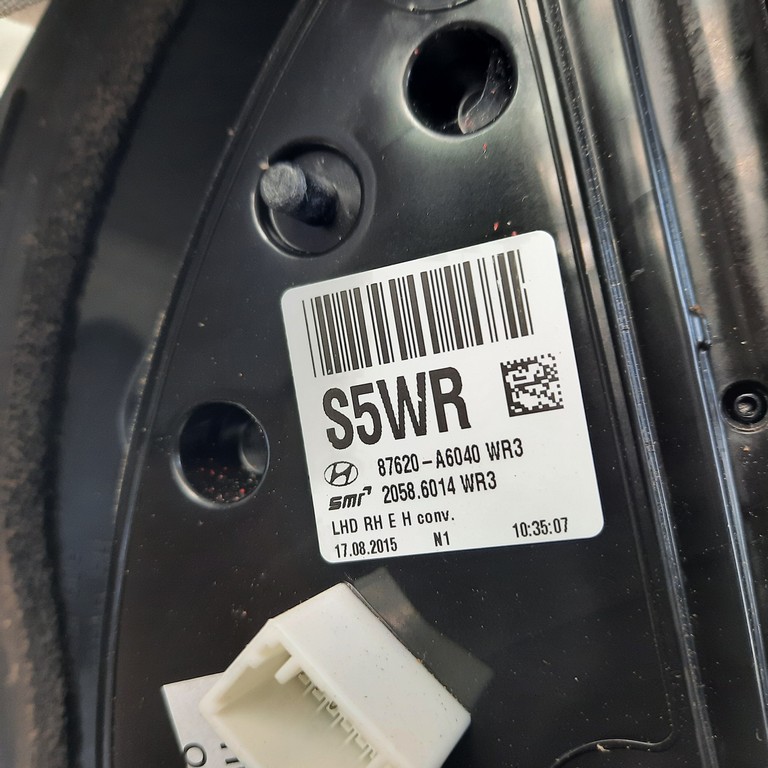 S5WR
87620-A6040 WR3
smr 2058.6014 WR3
LHD RH E H conv.
17.08.2015 N1 10:35:07